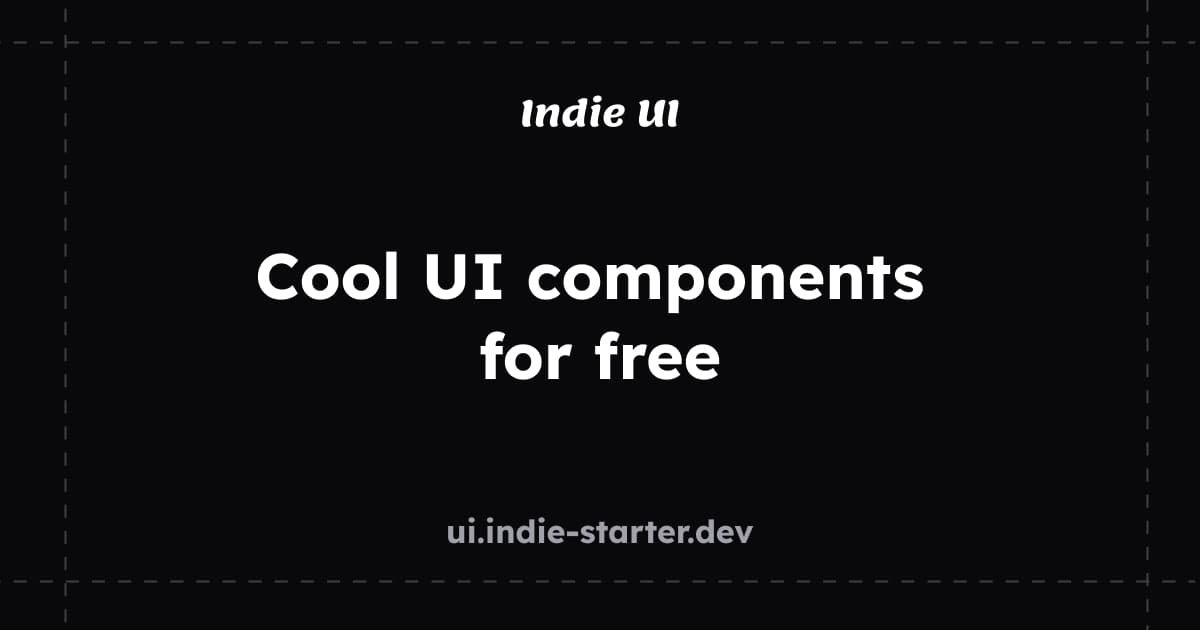 Indie UI
Cool UI components
for free
ui.indie-starter.dev